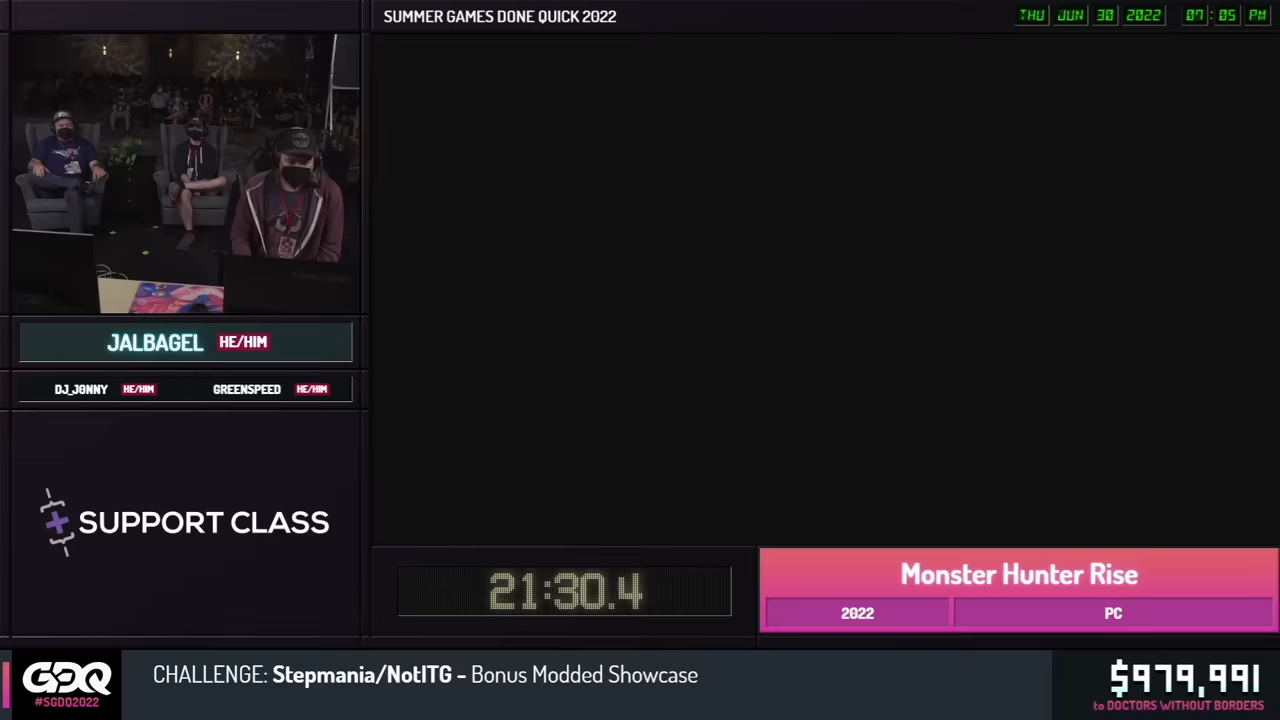 SUMMER GAMES DONE QUICK 2022
THU JUN 30 2022 07:05 PM
JALBAGEL HE/HIM
DJ_J0NNY HE/HIM GREENSPEED HE/HIM
SUPPORT CLASS
21:30.4
Monster Hunter Rise
2022 PC
GDQ
#SGDQ2022
CHALLENGE: Stepmania/NotITG - Bonus Modded Showcase
$979,991
to DOCTORS WITHOUT BORDERS